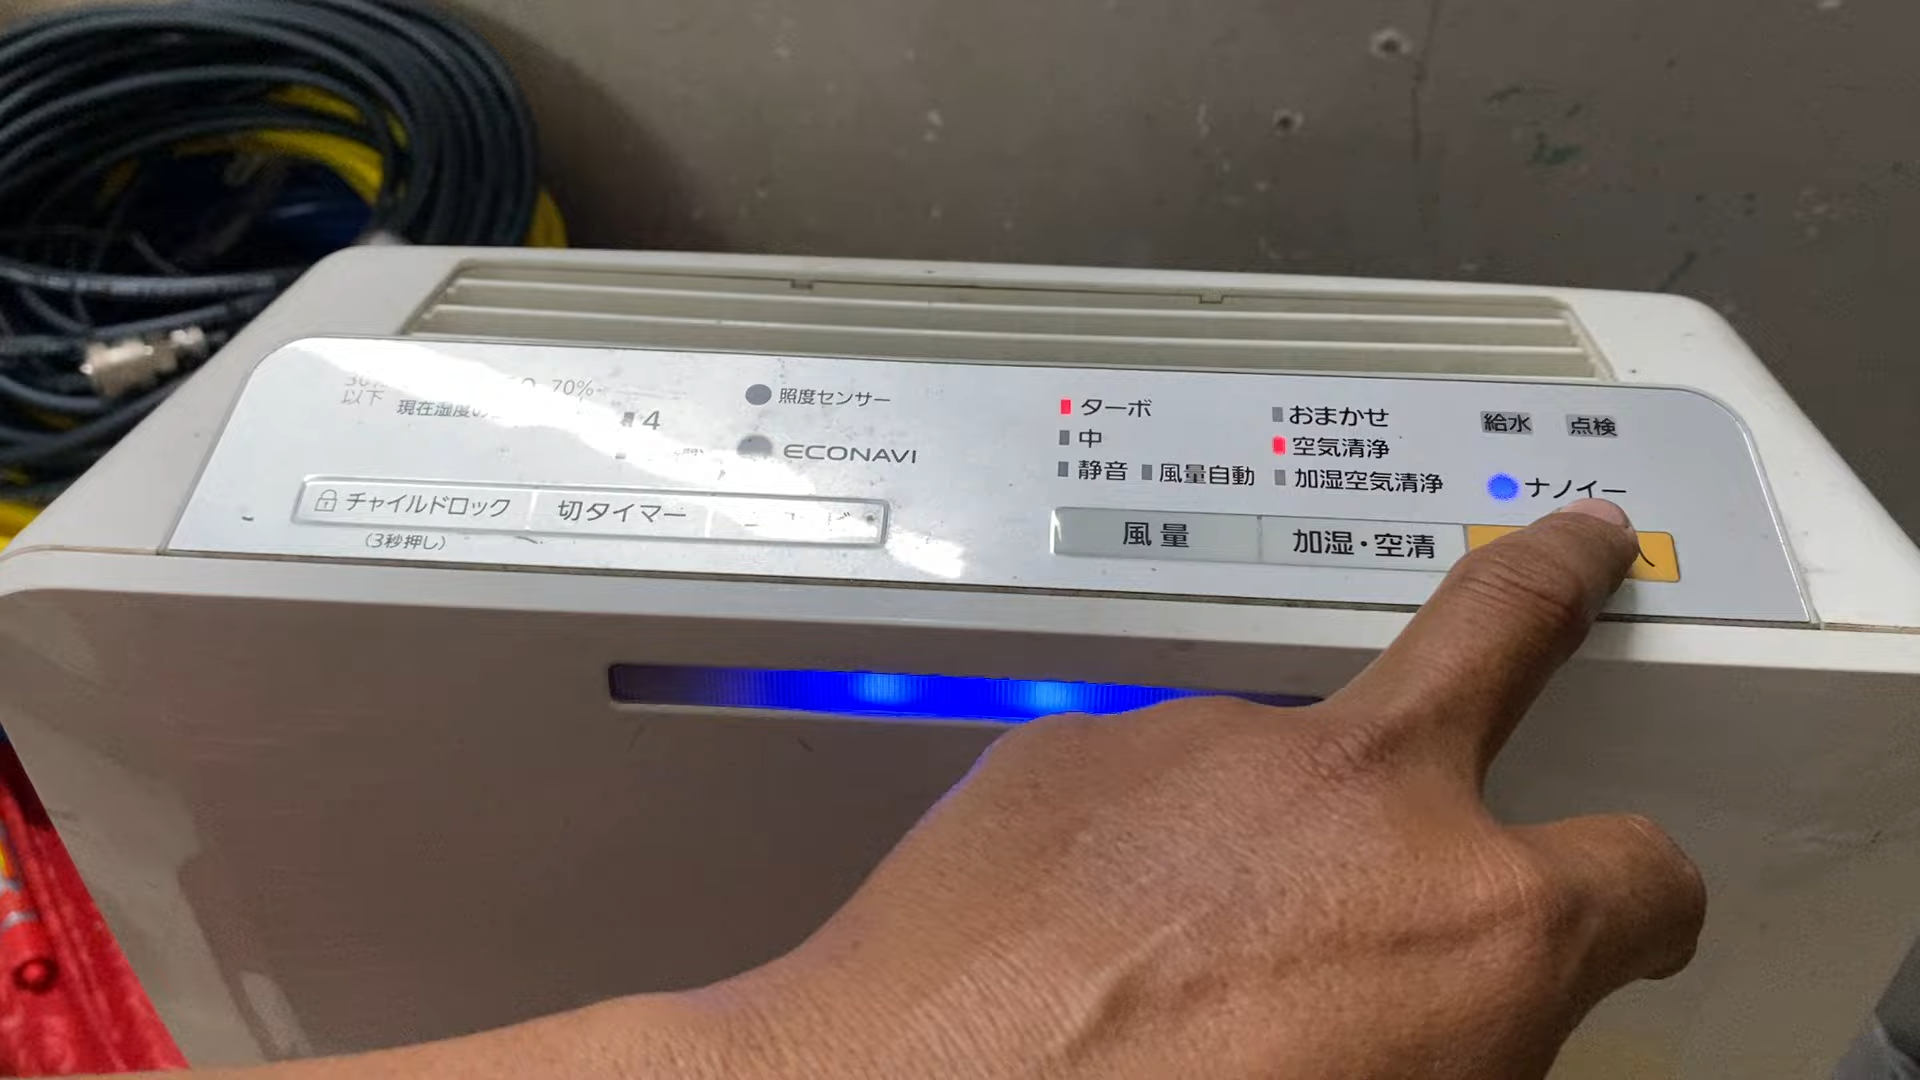 70%
以下
現在湿度の
4
照度センサー
ECONAVI
チャイルドロック
切タイマー
(3秒押し)
ターボ
中
静音 風量自動
おまかせ
空気清浄
加湿空気清浄
給水 点検
ナノイー
風量
加湿・空清